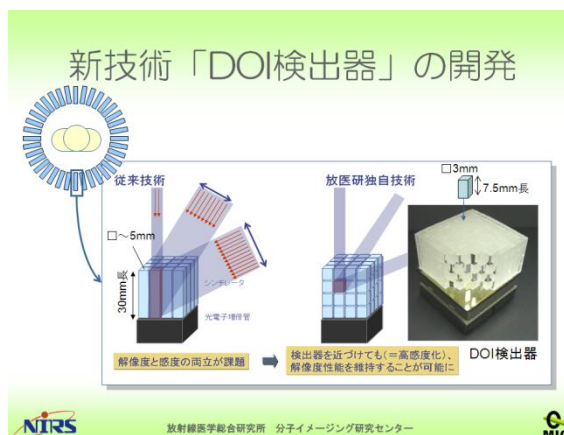 新技術「DOI検出器」の開発
従来技術
放医研独自技術
□3mm
7.5mm長
□～5mm
30mm長
シンチレータ
光電子増倍管
解像度と感度の両立が課題
検出器を近づけても(=高感度化)、
解像度性能を維持することが可能に
DOI検出器
NIRS
放射線医学総合研究所 分子イメージング研究センター